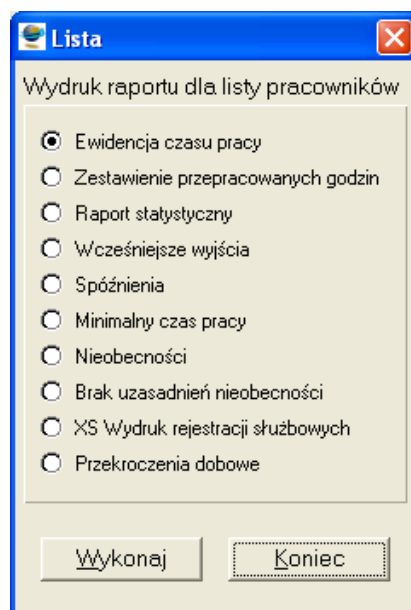 Lista
Wydruk raportu dla listy pracowników
Ewidencja czasu pracy
Zestawienie przepracowanych godzin
Raport statystyczny
Wcześniejsze wyjścia
Spóźnienia
Minimalny czas pracy
Nieobecności
Brak uzasadnień nieobecności
XS Wydruk rejestracji służbowych
Przekroczenia dobowe
Wykonaj Koniec